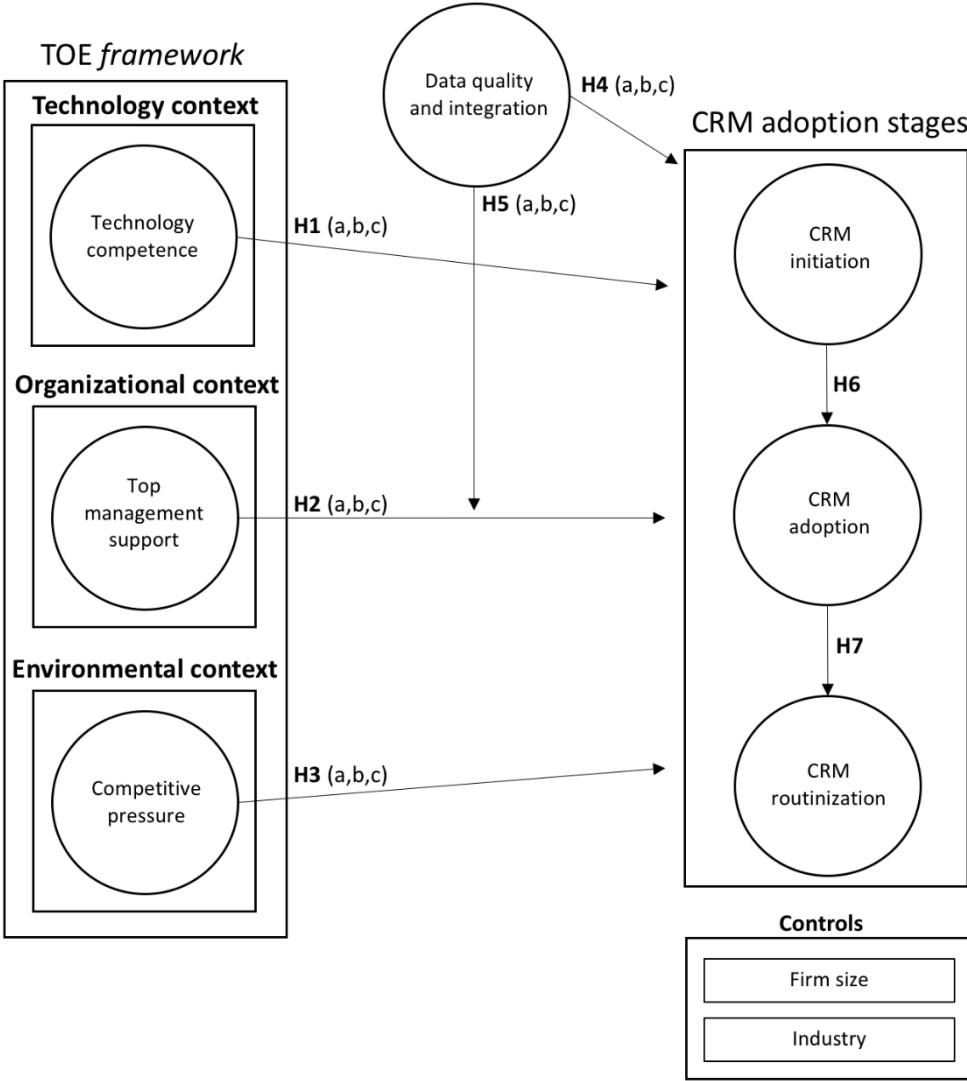 TOE framework
Technology context
Technology
competence
H1 (a,b,c)
Organizational context
Top
management
support
H2 (a,b,c)
Environmental context
Competitive
pressure
H3 (a,b,c)
Data quality
and integration
H4 (a,b,c)
H5 (a,b,c)
CRM adoption stages
CRM
initiation
H6
CRM
adoption
H7
CRM
routinization
Controls
Firm size
Industry